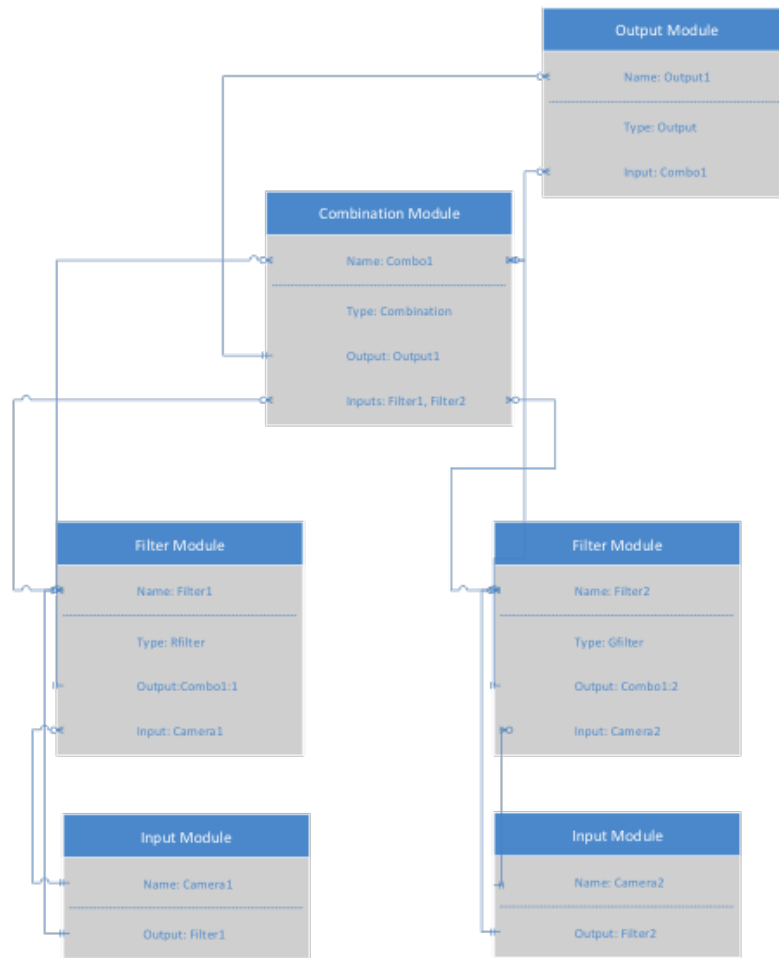 Output Module
Name: Output1
Type: Output
Input: Combo1
Combination Module
Name: Combo1
Type: Combination
Output: Output1
Inputs: Filter1, Filter2
Filter Module
Name: Filter1
Type: Rfilter
Output:Combo1:1
Input: Camera1
Filter Module
Name: Filter2
Type: Gfilter
Output: Combo1:2
Input: Camera2
Input Module
Name: Camera1
Output: Filter1
Input Module
Name: Camera2
Output: Filter2